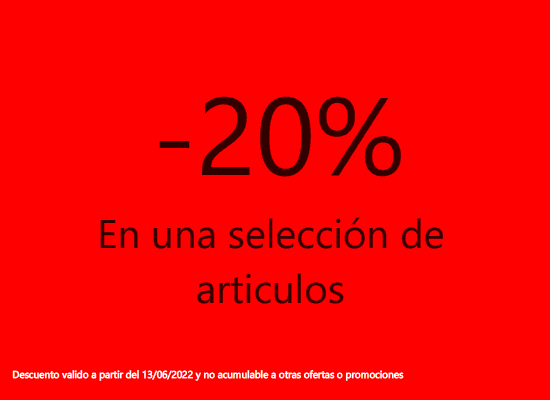 -20%
En una selección de
articulos
Descuento valido a partir del 13/06/2022 y no acumulable a otras ofertas o promociones